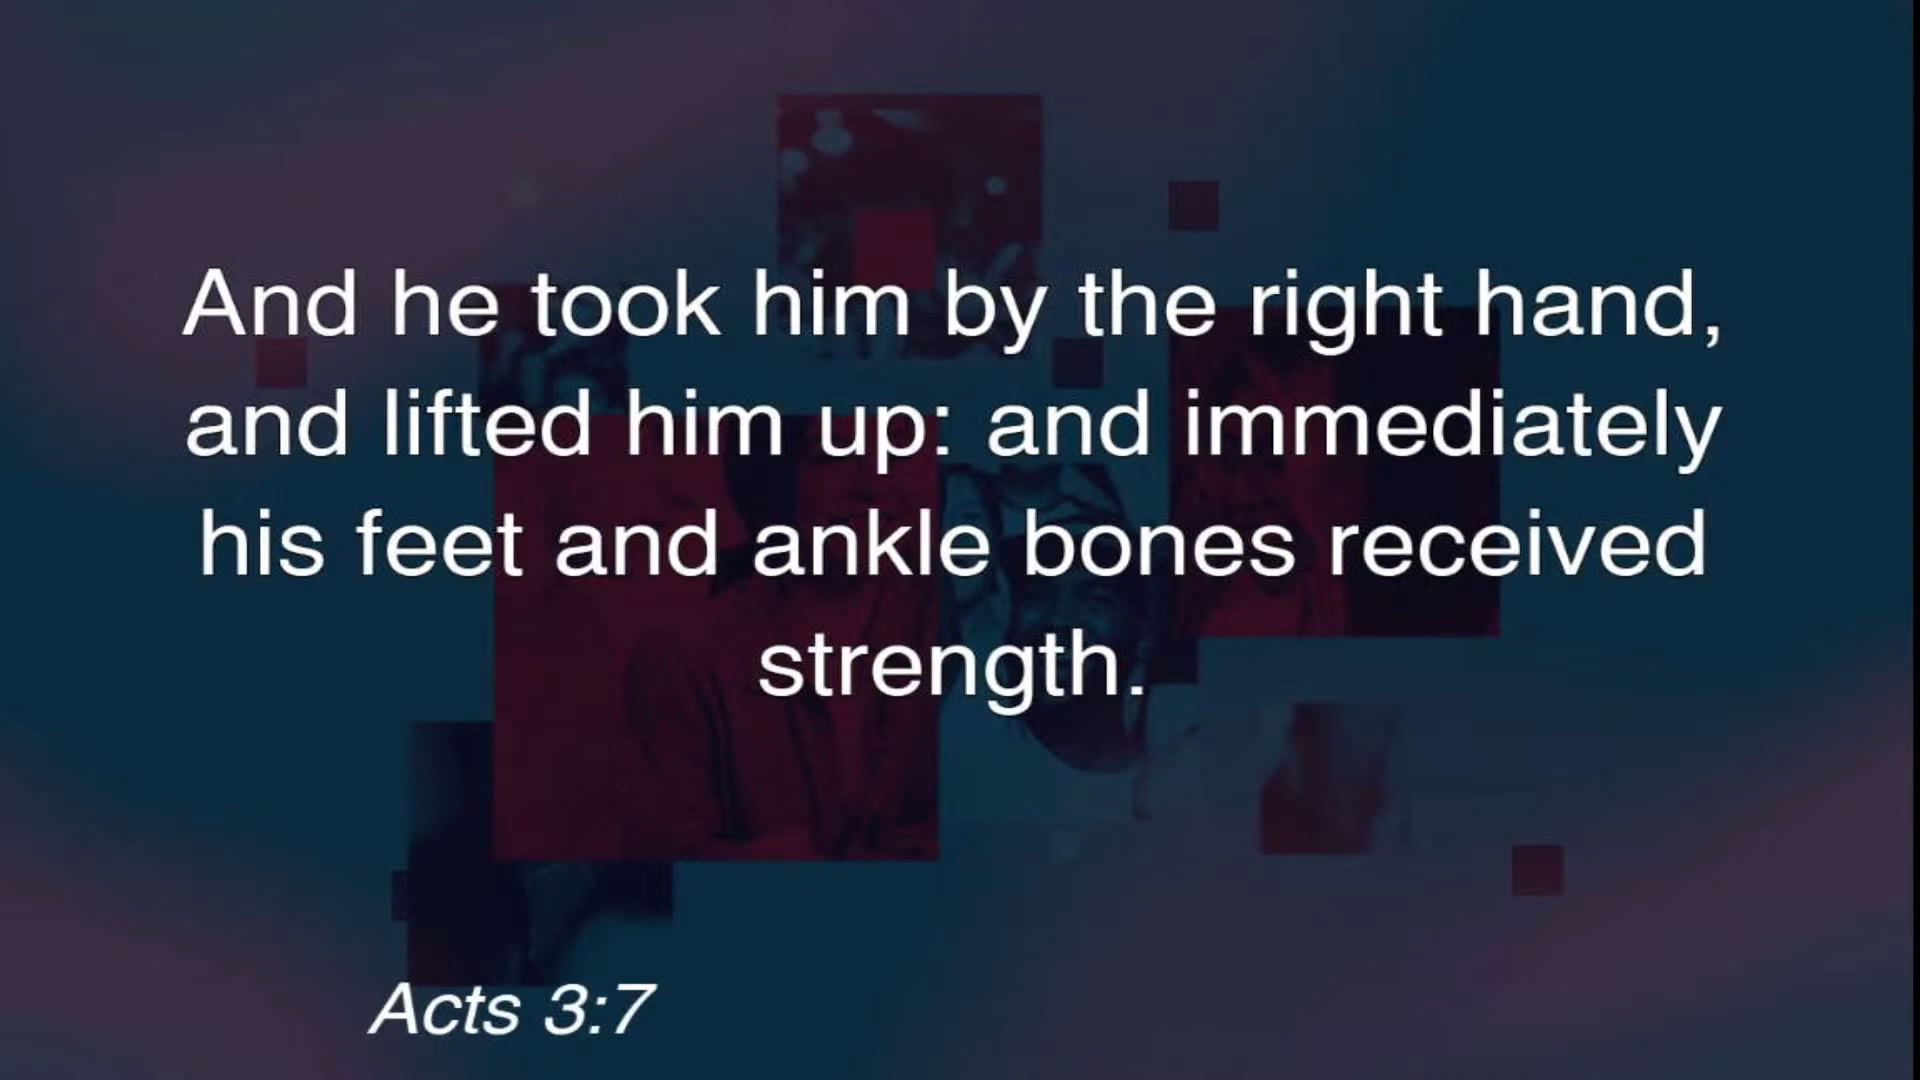 And he took him by the right hand,
and lifted him up: and immediately
his feet and ankle bones received
strength.
Acts 3:7